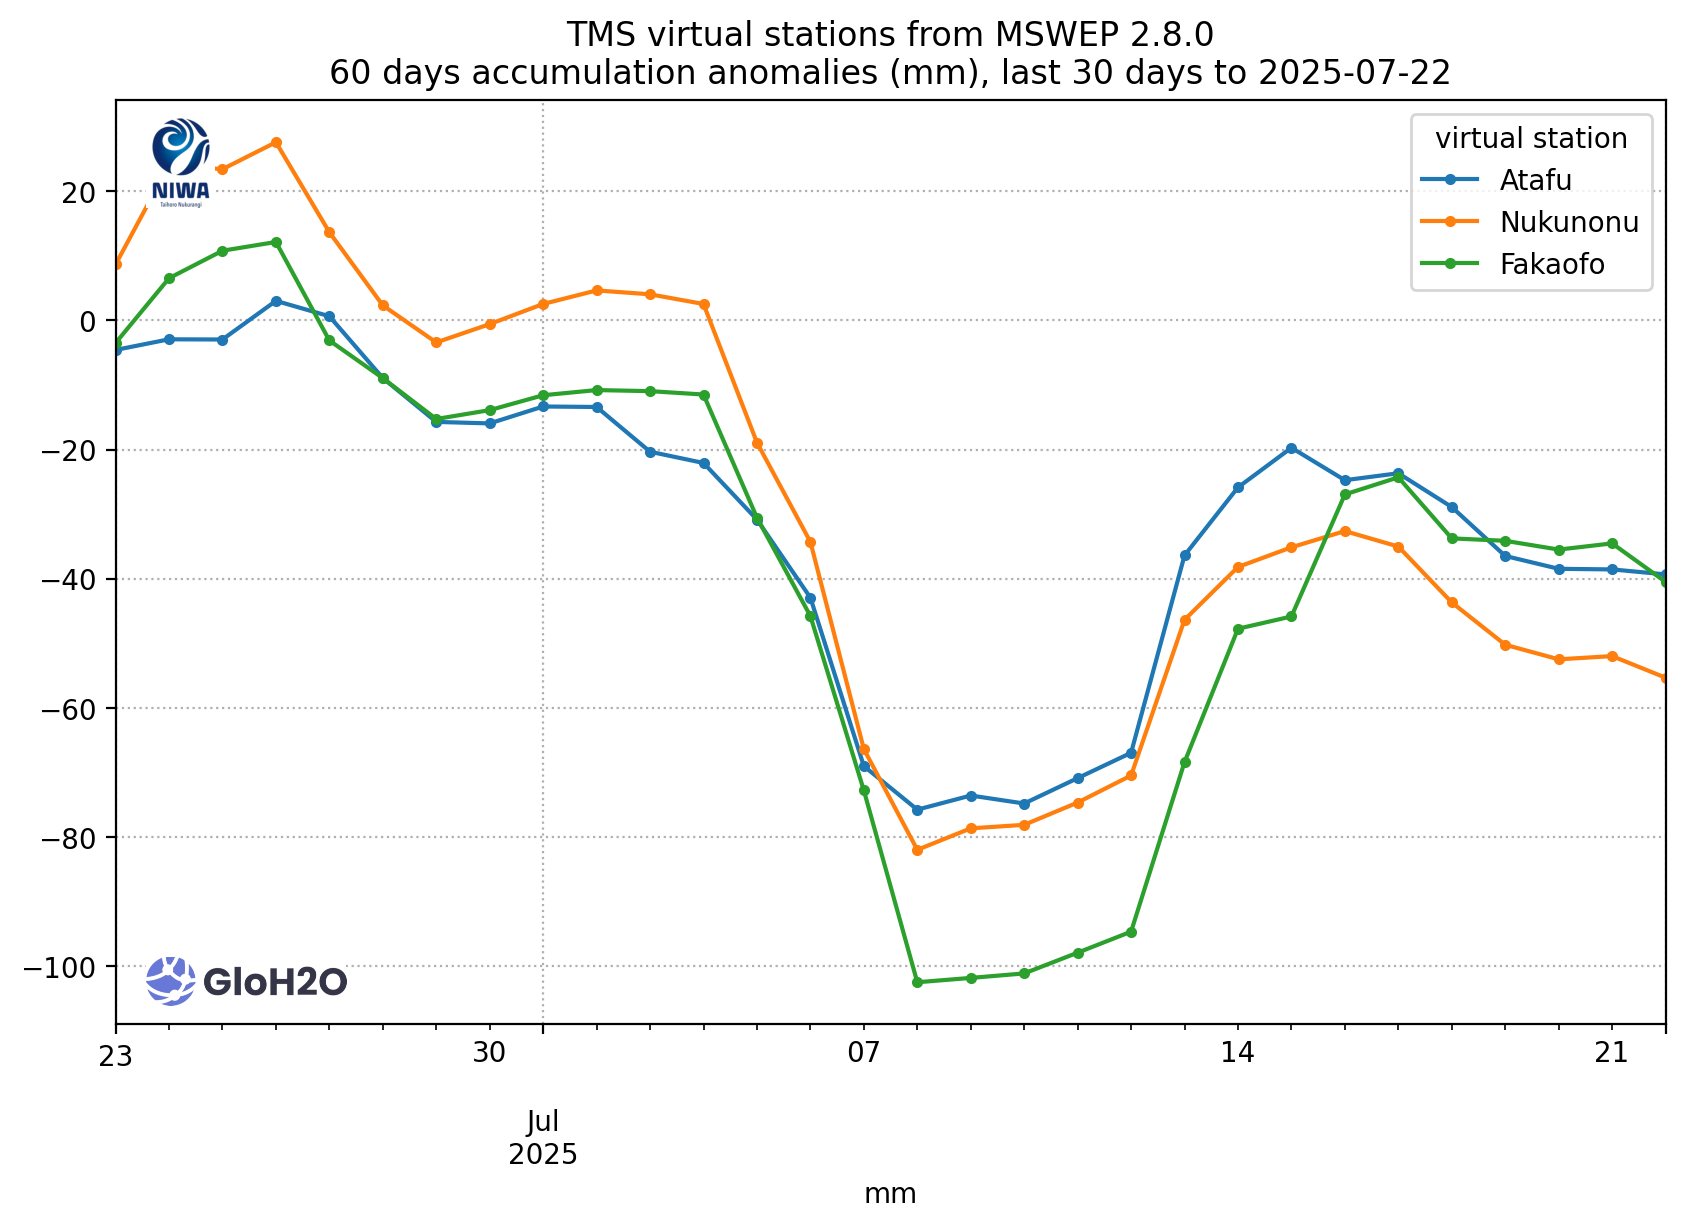 TMS virtual stations from MSWEP 2.8.0
60 days accumulation anomalies (mm), last 30 days to 2025-07-22
NIWA
Taihoro Nukurangi
virtual station
Atafu
Nukunonu
Fakaofo
20
0
−20
−40
−60
−80
−100
GloH2O
23 30 07 14 21
Jul
2025
mm